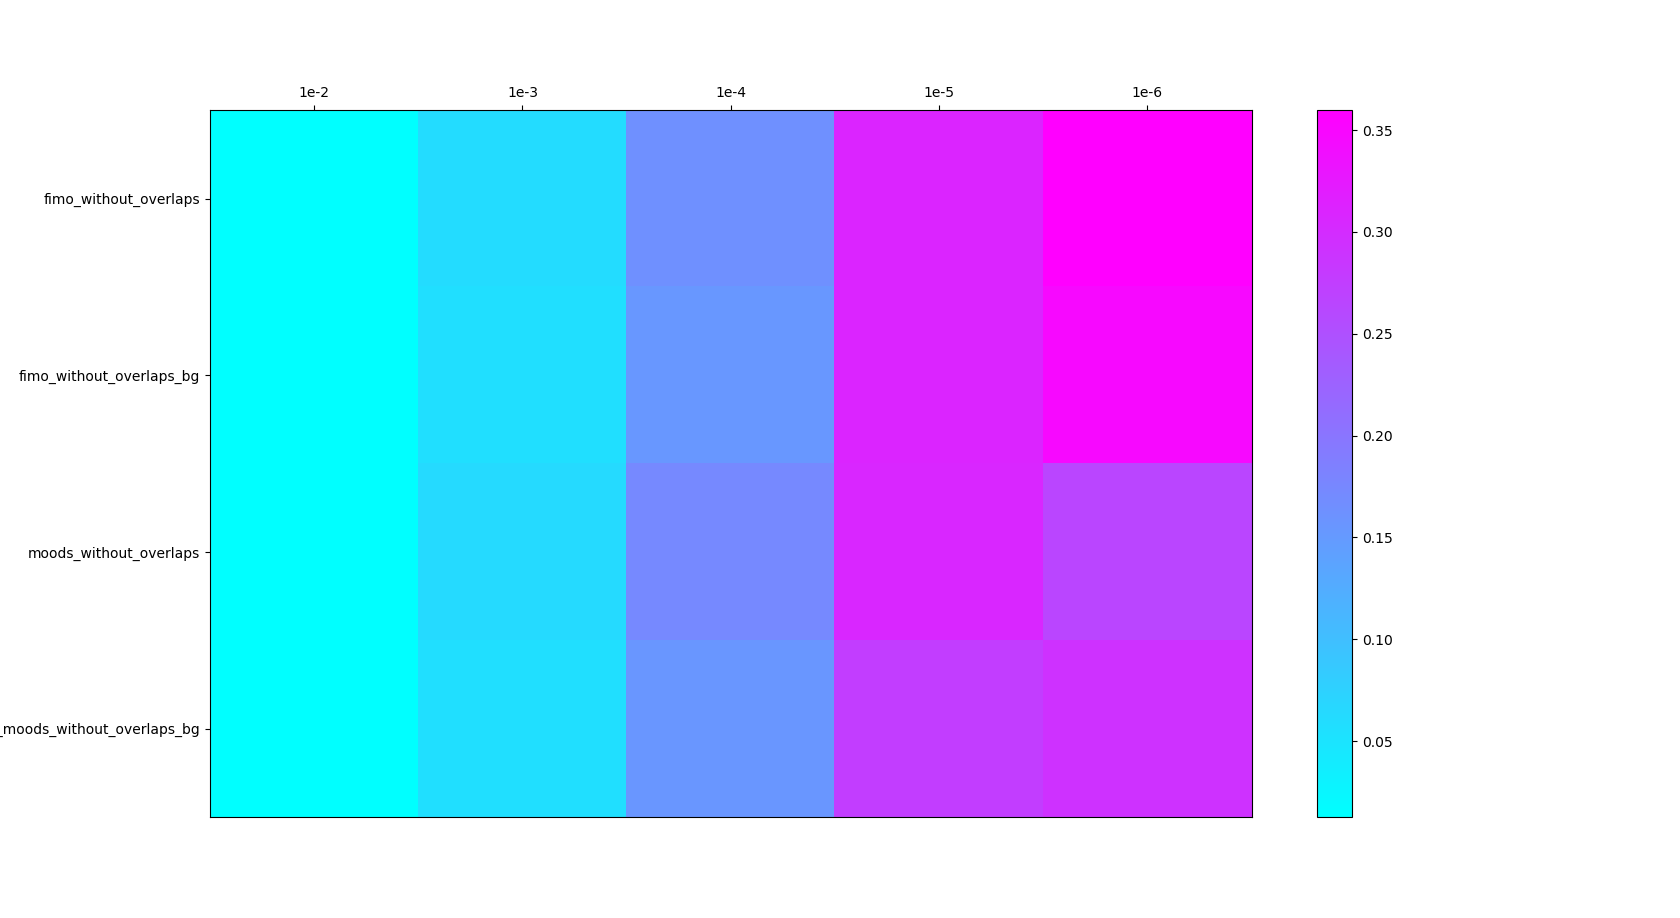 1e-2 1e-3 1e-4 1e-5 1e-6
fimo_without_overlaps
fimo_without_overlaps_bg
moods_without_overlaps
_moods_without_overlaps_bg
0.35
0.30
0.25
0.20
0.15
0.10
0.05